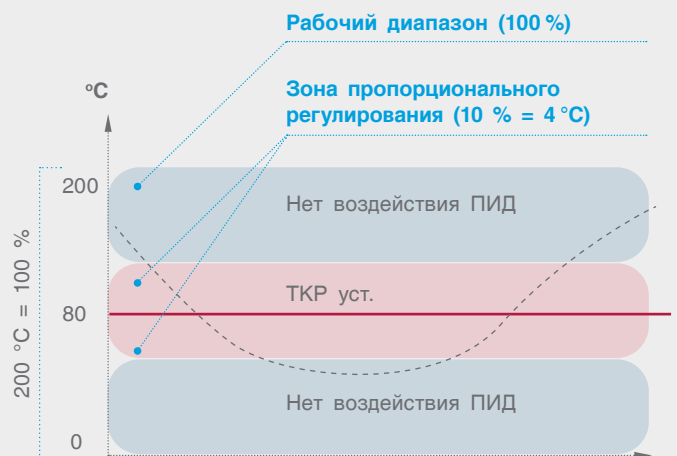 Рабочий диапазон (100 %)
Зона пропорционального
регулирования (10 % = 4 °C)
°C
200
Нет воздействия ПИД
200 °C = 100 %
ТКР уст.
80
Нет воздействия ПИД
0